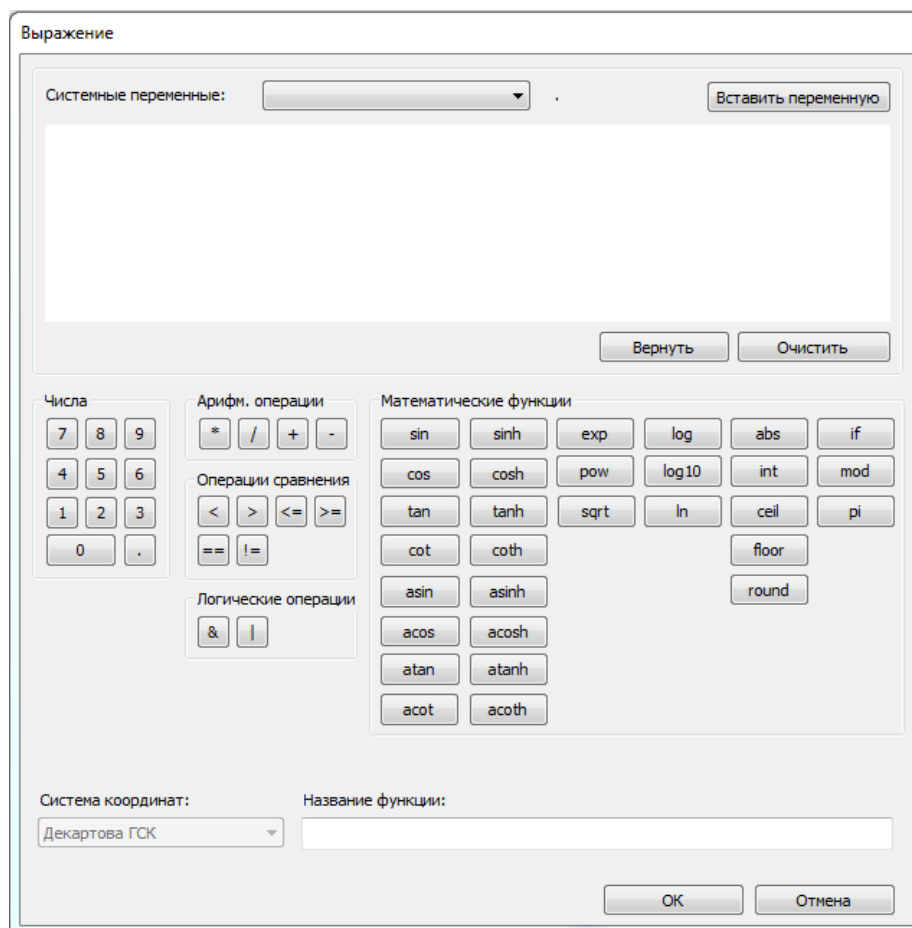 Выражение
Системные переменные:
.
Вставить переменную
Вернуть Очистить
Числа
7 8 9
4 5 6
1 2 3
0 .
Арифм. операции
* / + -
Операции сравнения
< > <= >=
== !=
Логические операции
& |
Математические функции
sin sinh exp log abs if
cos cosh pow log10 int mod
tan tanh sqrt ln ceil pi
cot coth floor
asin asinh round
acos acosh
atan atanh
acot acoth
Система координат:
Декартова ГСК
Название функции:
OK Отмена